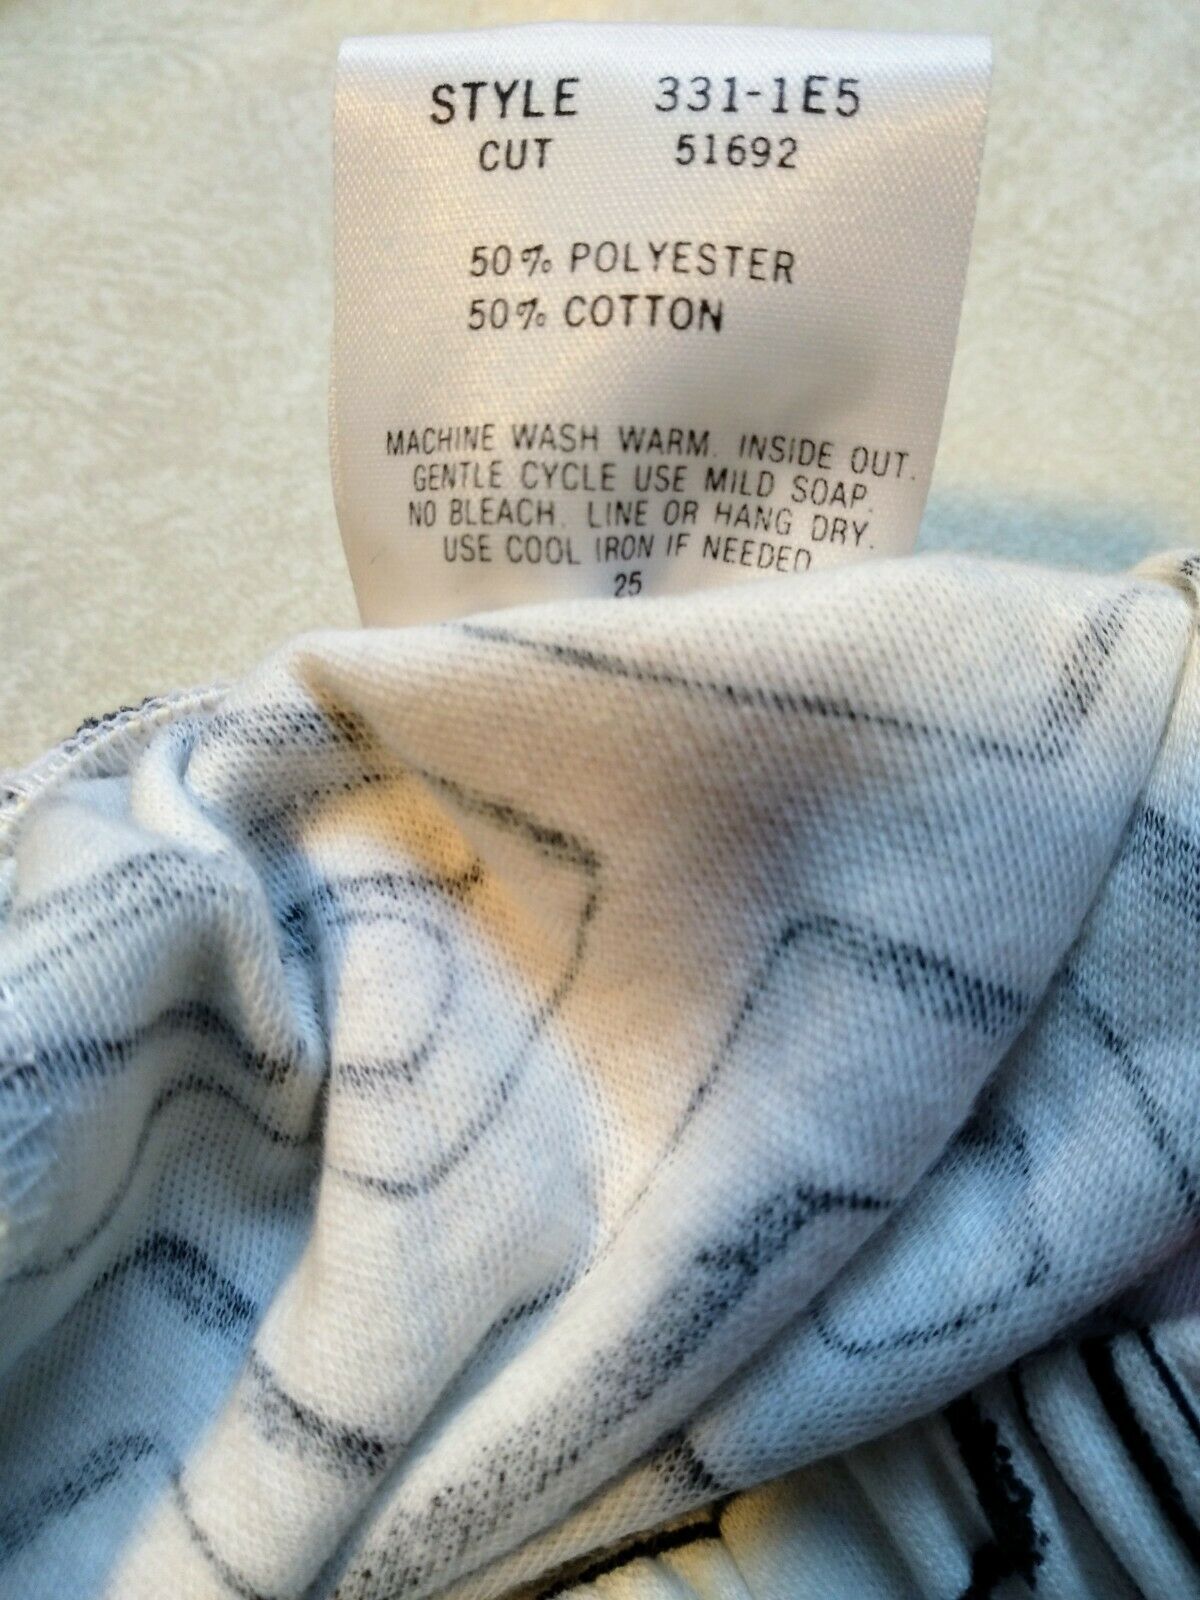 STYLE 331-1E5
CUT 51692
50% POLYESTER
50% COTTON
MACHINE WASH WARM. INSIDE OUT.
GENTLE CYCLE USE MILD SOAP.
NO BLEACH. LINE OR HANG DRY.
USE COOL IRON IF NEEDED
25